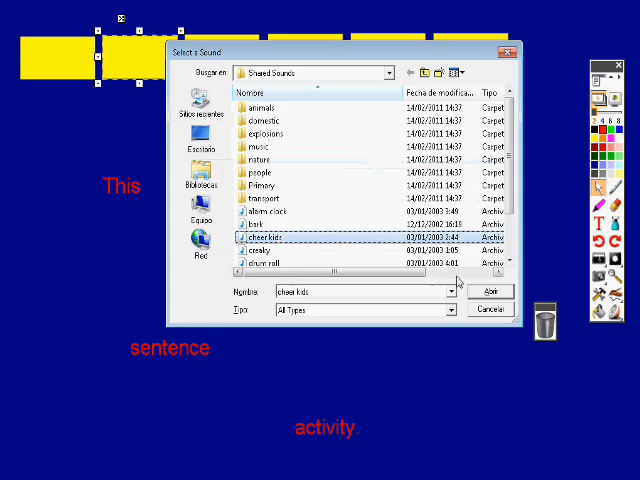 Select a Sound
Buscar en: Shared Sounds
Nombre Fecha de modifica... Tipo
animals 14/02/2011 14:37 Carpet
domestic 14/02/2011 14:37 Carpet
explosions 14/02/2011 14:37 Carpet
music 14/02/2011 14:37 Carpet
nature 14/02/2011 14:37 Carpet
people 14/02/2011 14:37 Carpet
Primary 14/02/2011 14:37 Carpet
transport 14/02/2011 14:37 Carpet
alarm clock 03/01/2003 3:49 Archiv
bark 12/12/2002 16:19 Archiv
cheer kids 03/01/2003 2:44 Archiv
creaky 03/01/2003 1:05 Archiv
drum roll 03/01/2003 4:01 Archiv
Sitios recientes
Escritorio
Bibliotecas
Equipo
Red
Nombre: cheer kids Abrir
Tipo: All Types Cancelar
This
sentence
activity.
2 4 6 8
T